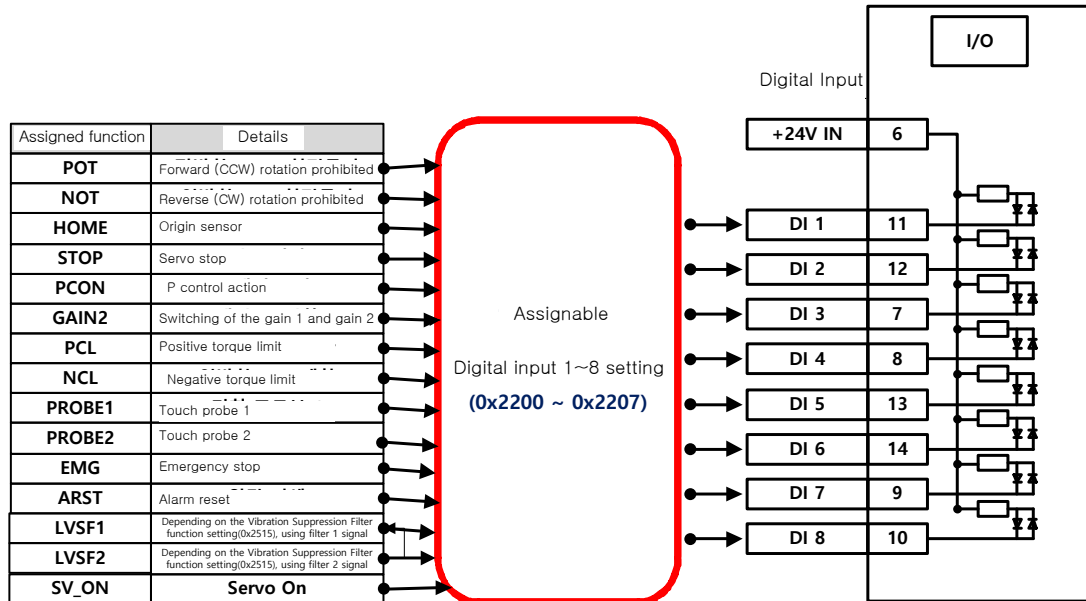 I/O
Digital Input
+24V IN 6
Assigned function Details
POT Forward (CCW) rotation prohibited
NOT Reverse (CW) rotation prohibited
HOME Origin sensor
STOP Servo stop
PCON P control action
GAIN2 Switching of the gain 1 and gain 2
PCL Positive torque limit
NCL Negative torque limit
PROBE1 Touch probe 1
PROBE2 Touch probe 2
EMG Emergency stop
ARST Alarm reset
LVSF1 Depending on the Vibration Suppression Filter
function setting(0x2515), using filter 1 signal
LVSF2 Depending on the Vibration Suppression Filter
function setting(0x2515), using filter 2 signal
SV_ON Servo On
Assignable
Digital input 1~8 setting
(0x2200 ~ 0x2207)
DI 1 11
DI 2 12
DI 3 7
DI 4 8
DI 5 13
DI 6 14
DI 7 9
DI 8 10